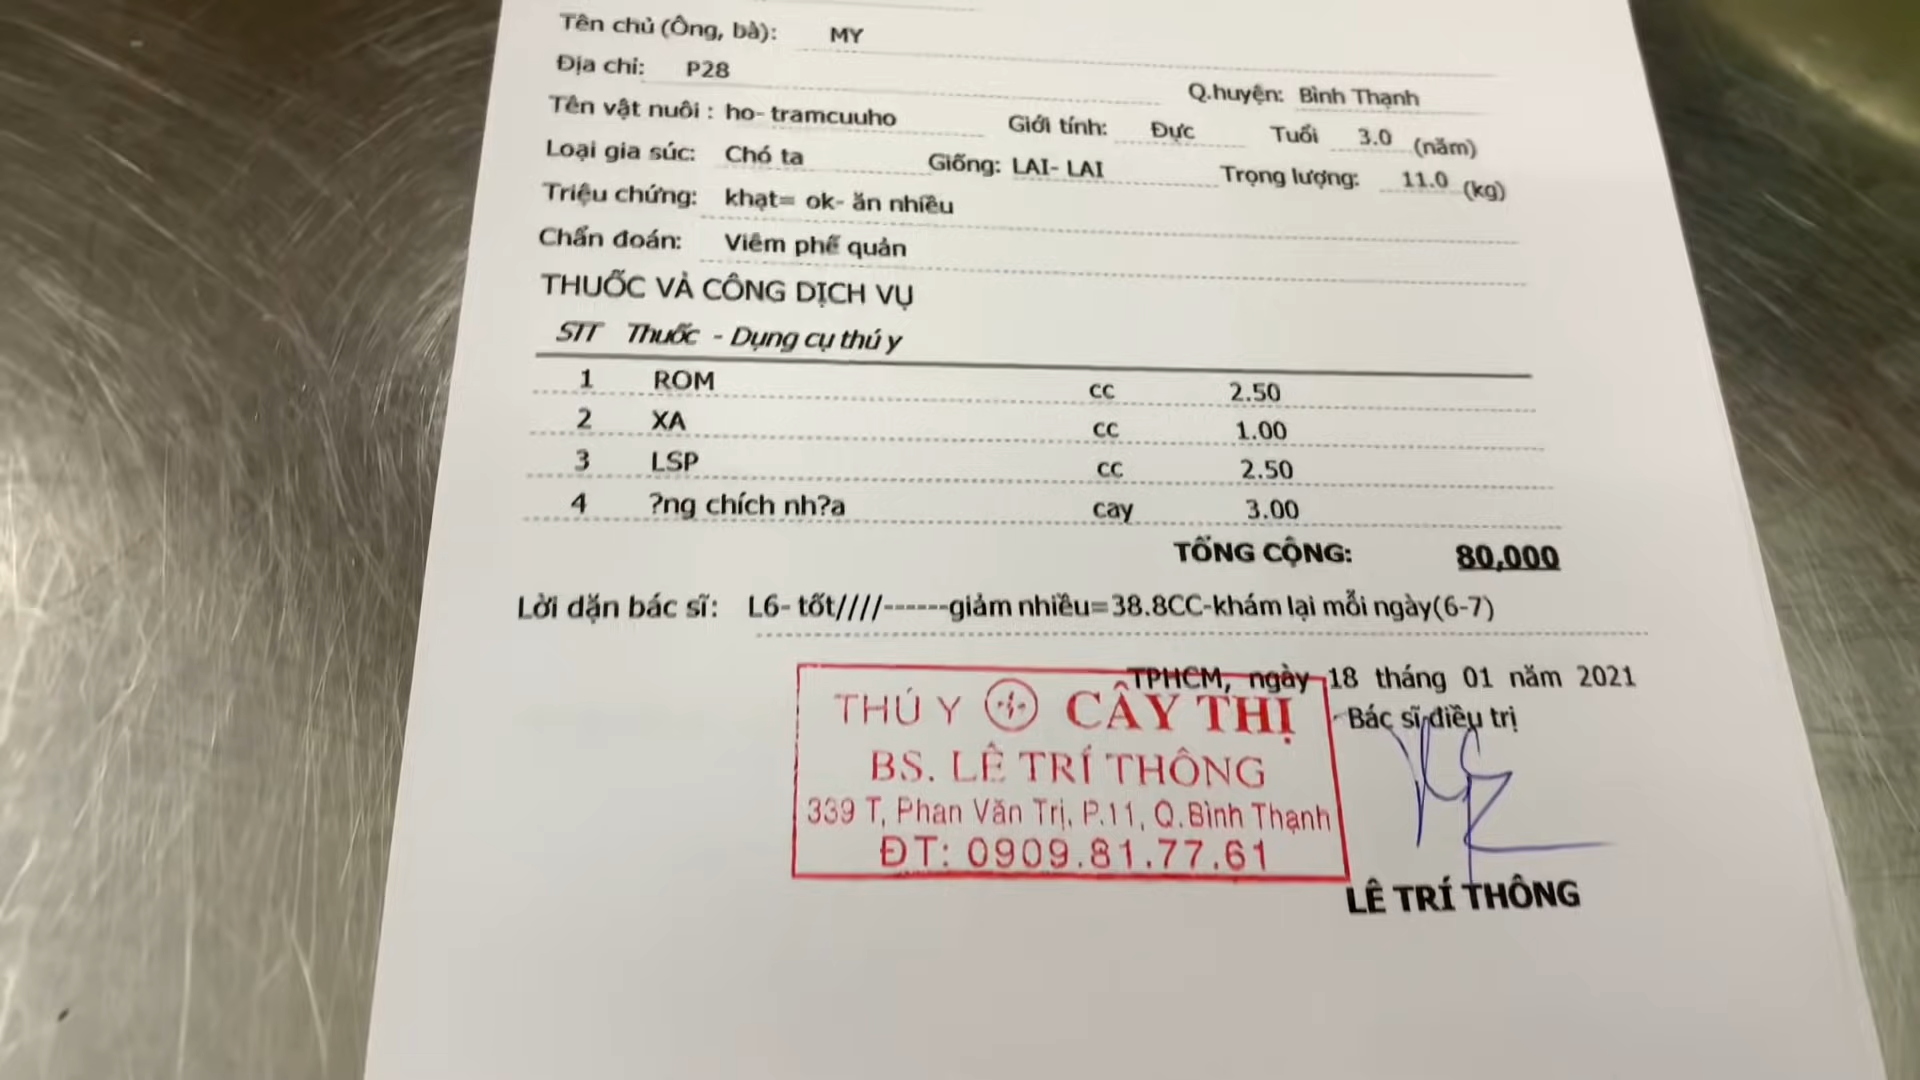 Tên chủ (Ông, bà): MY
Địa chỉ: P28 Q.huyện: Bình Thạnh
Tên vật nuôi : ho- tramcuuho Giới tính: Đực Tuổi 3.0 (năm)
Loại gia súc: Chó ta Giống: LAI- LAI Trọng lượng: 11.0 (kg)
Triệu chứng: khạt= ok- ăn nhiều
Chẩn đoán: Viêm phế quản
THUỐC VÀ CÔNG DỊCH VỤ
STT Thuốc - Dụng cụ thú y
1 ROM cc 2.50
2 XA cc 1.00
3 LSP cc 2.50
4 ?ng chích nh?a cay 3.00
TỔNG CỘNG: 80,000
Lời dặn bác sĩ: L6- tốt////------giảm nhiều=38.8CC-khám lại mỗi ngày(6-7)
TPHCM, ngày 18 tháng 01 năm 2021
Bác sĩ điều trị
THÚ Y CÂY THỊ
BS. LÊ TRÍ THÔNG
339 T, Phan Văn Trị, P.11, Q.Bình Thạnh
ĐT: 0909.81.77.61
LÊ TRÍ THÔNG